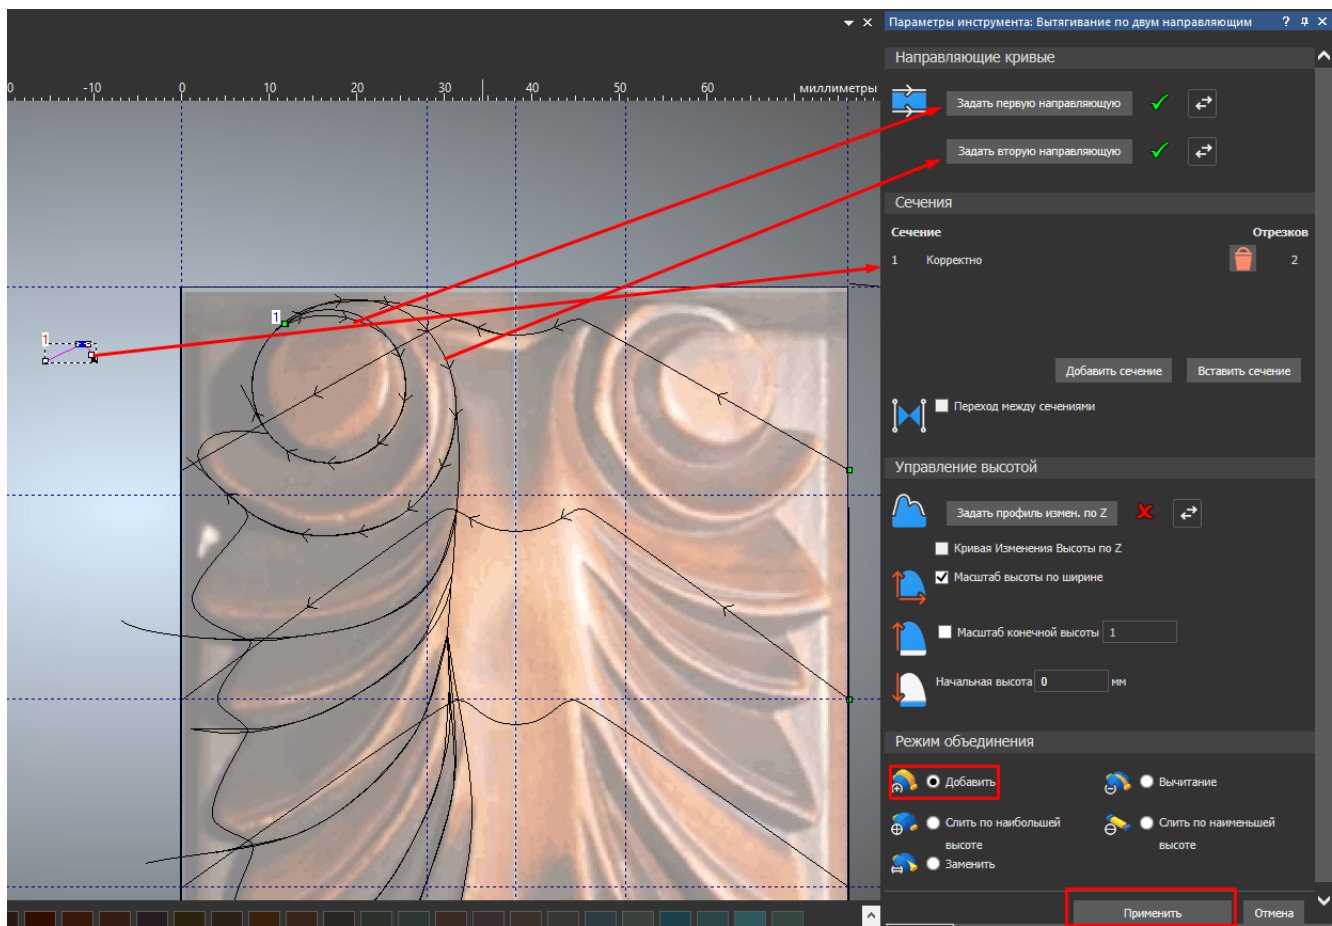 Параметры инструмента: Вытягивание по двум направляющим
Направляющие кривые
0 -10 0 10 20 30 40 50 60 миллиметры
Задать первую направляющую
Задать вторую направляющую
Сечения
Сечение Отрезков
1 Корректно 2
1
1
Добавить сечение Вставить сечение
Переход между сечениями
Управление высотой
Задать профиль измен. по Z
Кривая Изменения Высоты по Z
Масштаб высоты по ширине
Масштаб конечной высоты 1
Начальная высота 0 мм
Режим объединения
Добавить Вычитание
Слить по наибольшей Слить по наименьшей
высоте высоте
Заменить
Применить Отмена